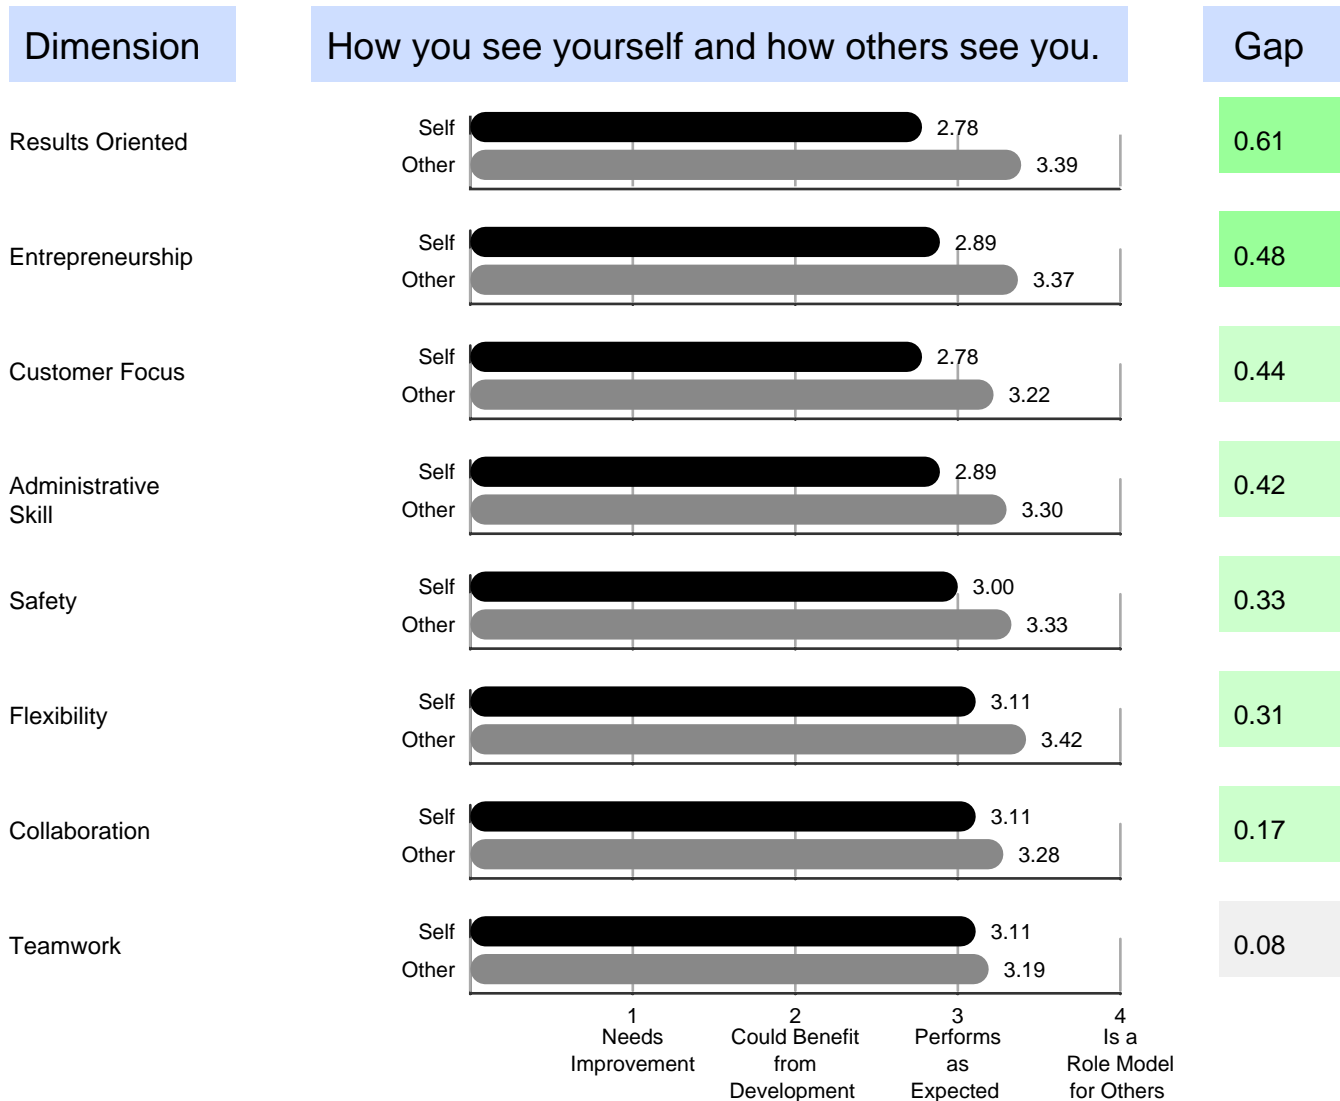 Dimension How you see yourself and how others see you. Gap
Results Oriented
Self 2.78
Other 3.39
0.61
Entrepreneurship
Self 2.89
Other 3.37
0.48
Customer Focus
Self 2.78
Other 3.22
0.44
Administrative
Skill
Self 2.89
Other 3.30
0.42
Safety
Self 3.00
Other 3.33
0.33
Flexibility
Self 3.11
Other 3.42
0.31
Collaboration
Self 3.11
Other 3.28
0.17
Teamwork
Self 3.11
Other 3.19
0.08
1 2 3 4
Needs Could Benefit Performs Is a
Improvement from as Role Model
Development Expected for Others